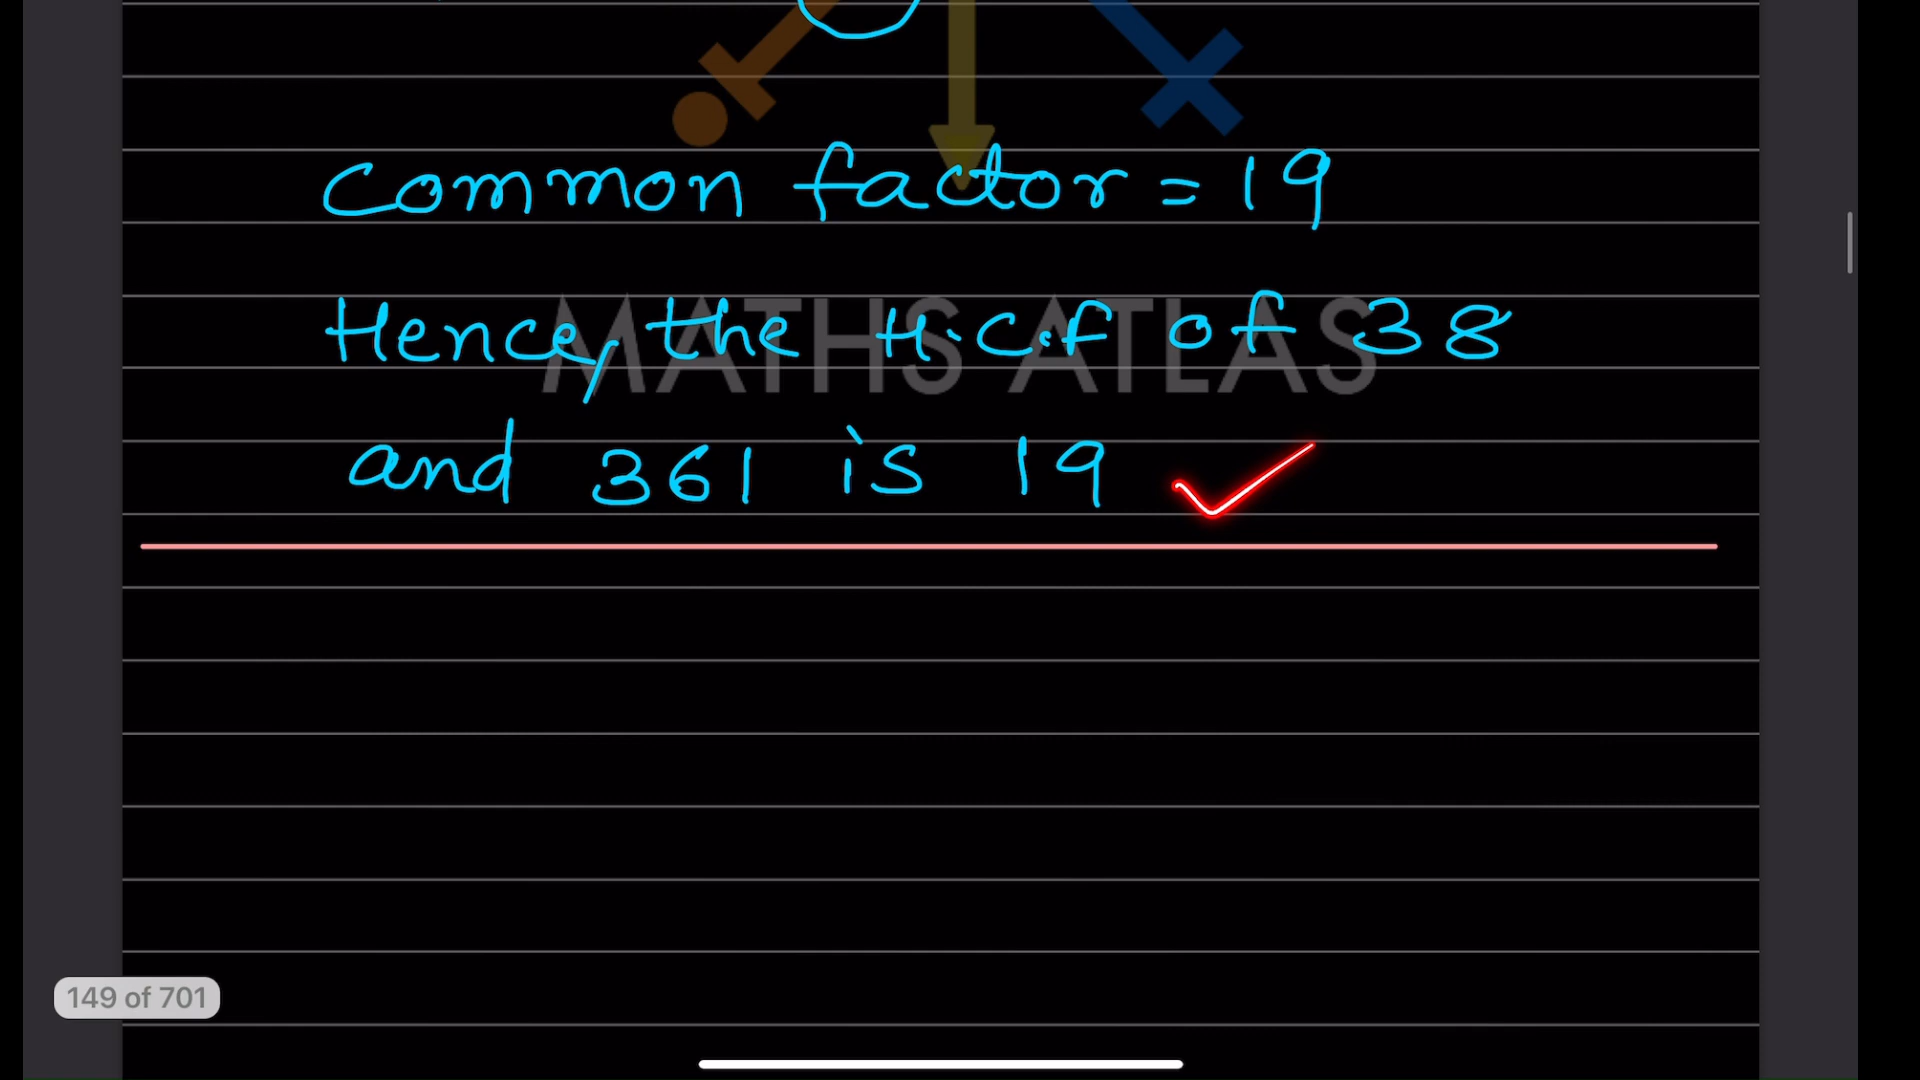 Common factor = 19
MATHS ATLAS
Hence, the H.C.F of 38
and 361 is 19
149 of 701